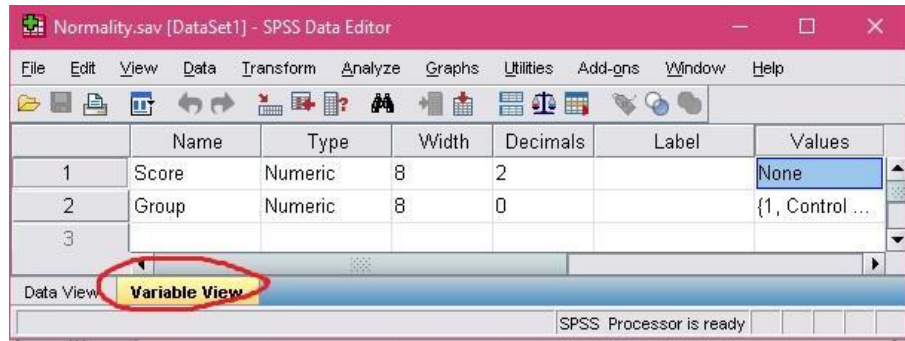 Normality.sav [DataSet1] - SPSS Data Editor
File Edit View Data Transform Analyze Graphs Utilities Add-ons Window Help
Name Type Width Decimals Label Values
1 Score Numeric 8 2 None
2 Group Numeric 8 0 {1, Control ...
3
Data View Variable View
SPSS Processor is ready